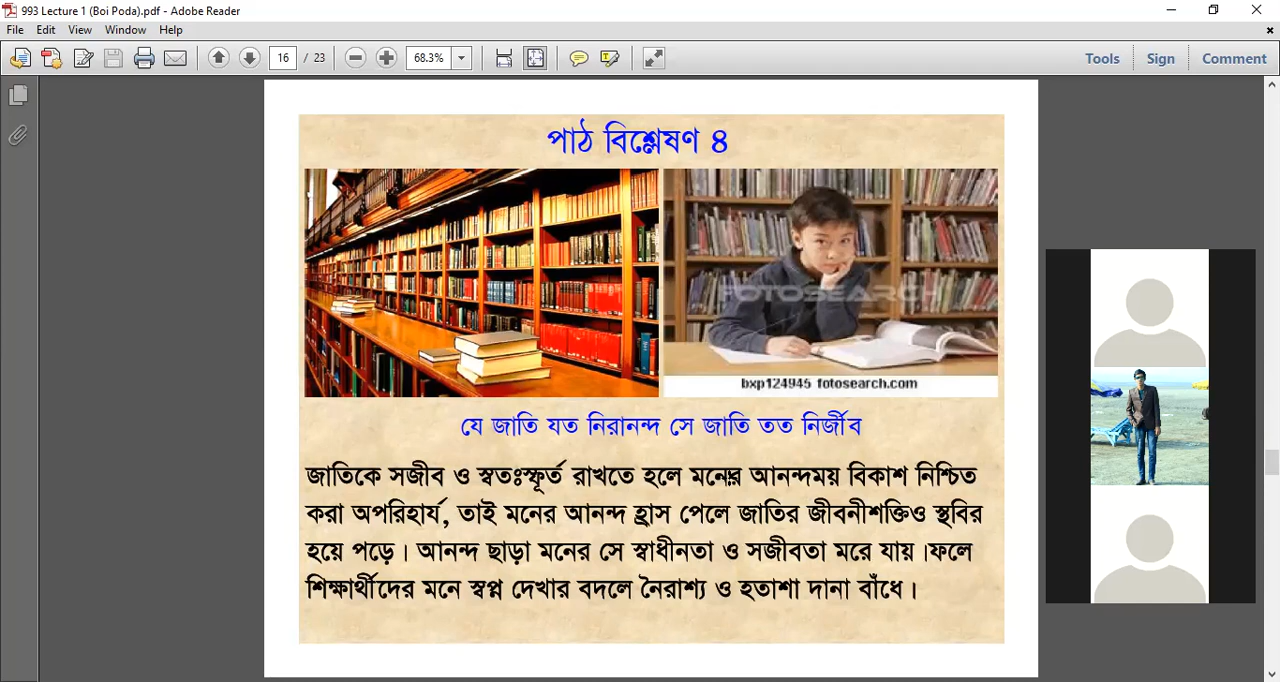 993 Lecture 1 (Boi Poda).pdf - Adobe Reader
File Edit View Window Help
16 / 23 68.3% Tools Sign Comment
পাঠ বিশ্লেষণ ৪
FOTOSEARCH
bxp124945 fotosearch.com
যে জাতি যত নিরানন্দ সে জাতি তত নির্জীব
জাতিকে সজীব ও স্বতঃস্ফূর্ত রাখতে হলে মনের আনন্দময় বিকাশ নিশ্চিত
করা অপরিহার্য, তাই মনের আনন্দ হ্রাস পেলে জাতির জীবনীশক্তিও স্থবির
হয়ে পড়ে। আনন্দ ছাড়া মনের সে স্বাধীনতা ও সজীবতা মরে যায়।ফলে
শিক্ষার্থীদের মনে স্বপ্ন দেখার বদলে নৈরাশ্য ও হতাশা দানা বাঁধে।